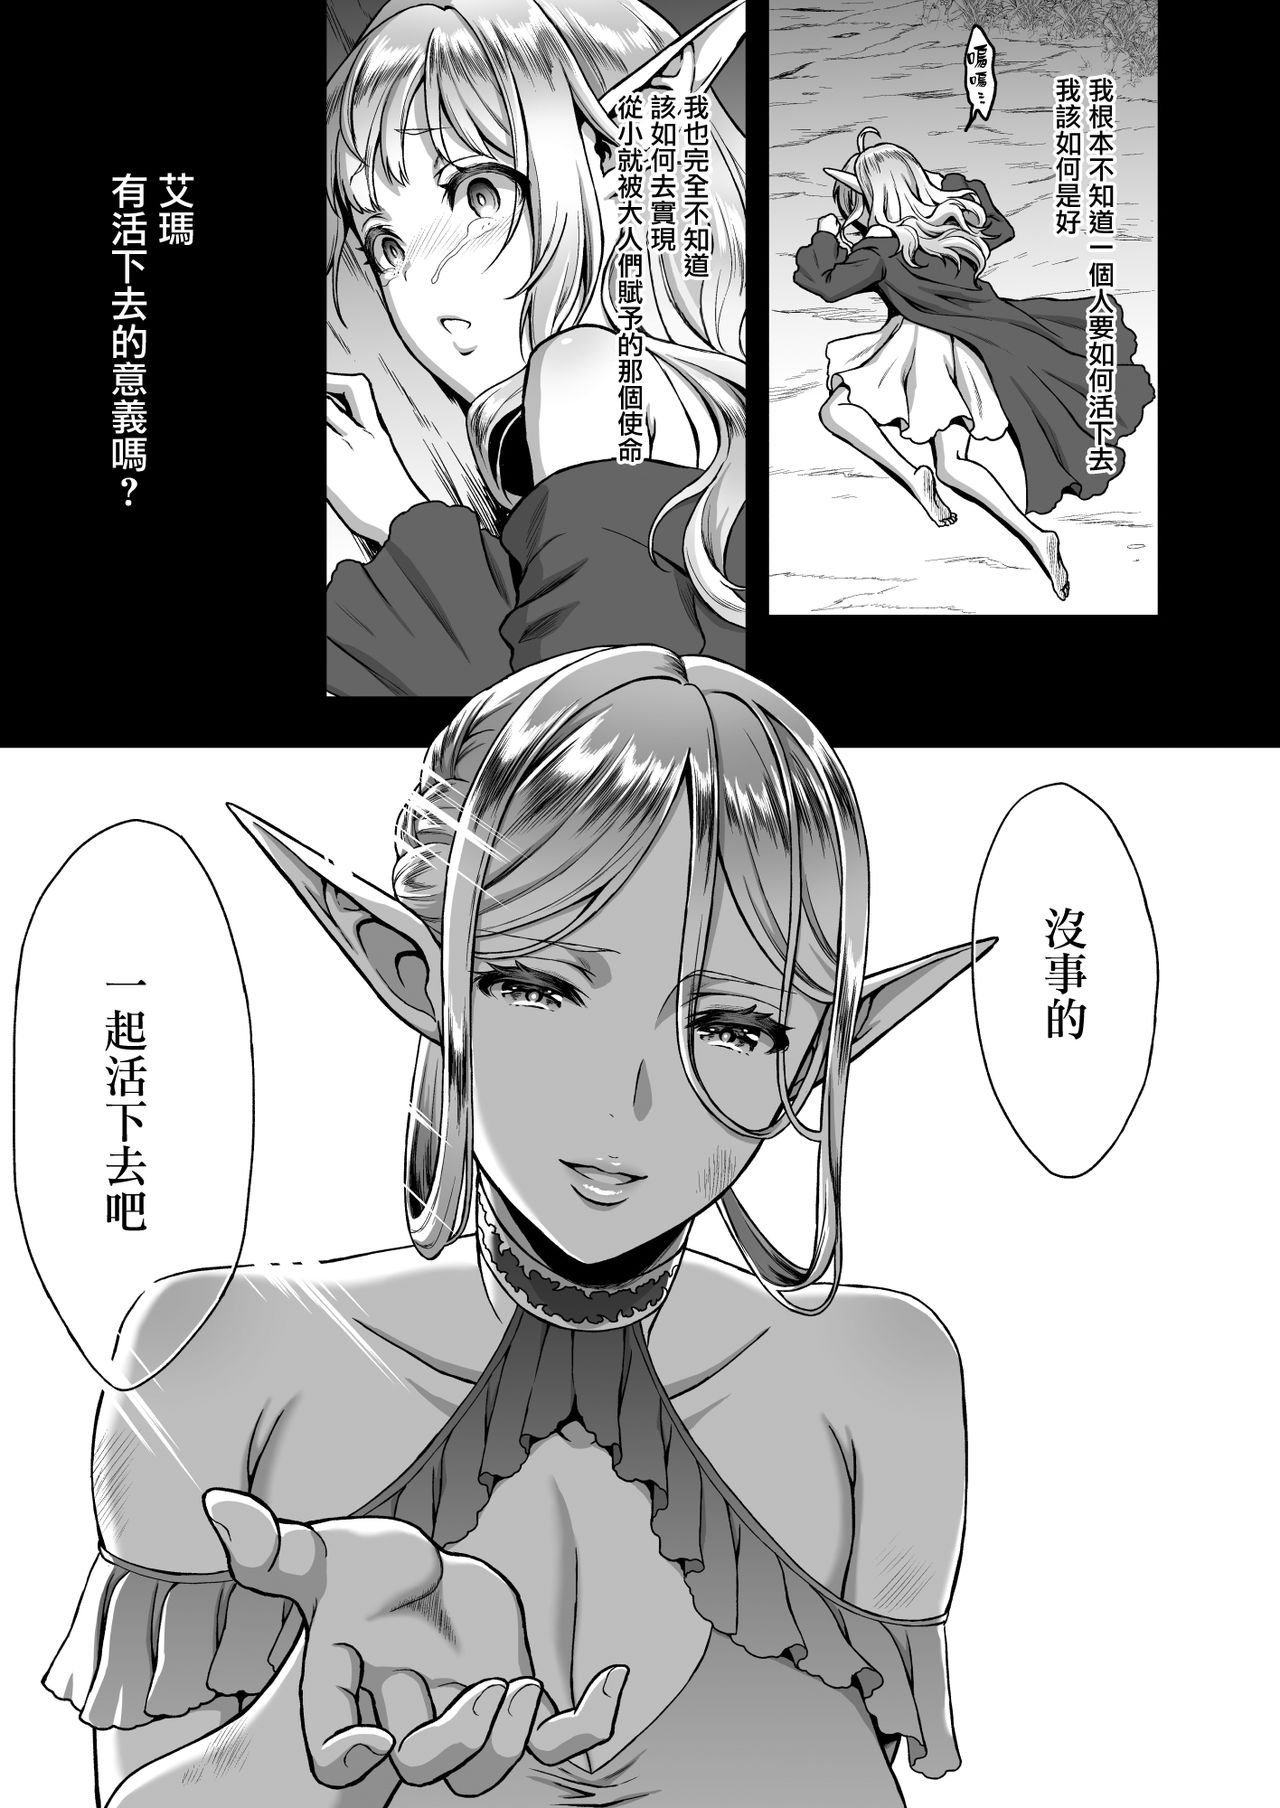 嗚嗚…
我根本不知道一個人要如何活下去
我該如何是好
我也完全不知道
該如何去實現
從小就被大人們賦予的那個使命
艾瑪
有活下去的意義嗎？
沒事的
一起活下去吧